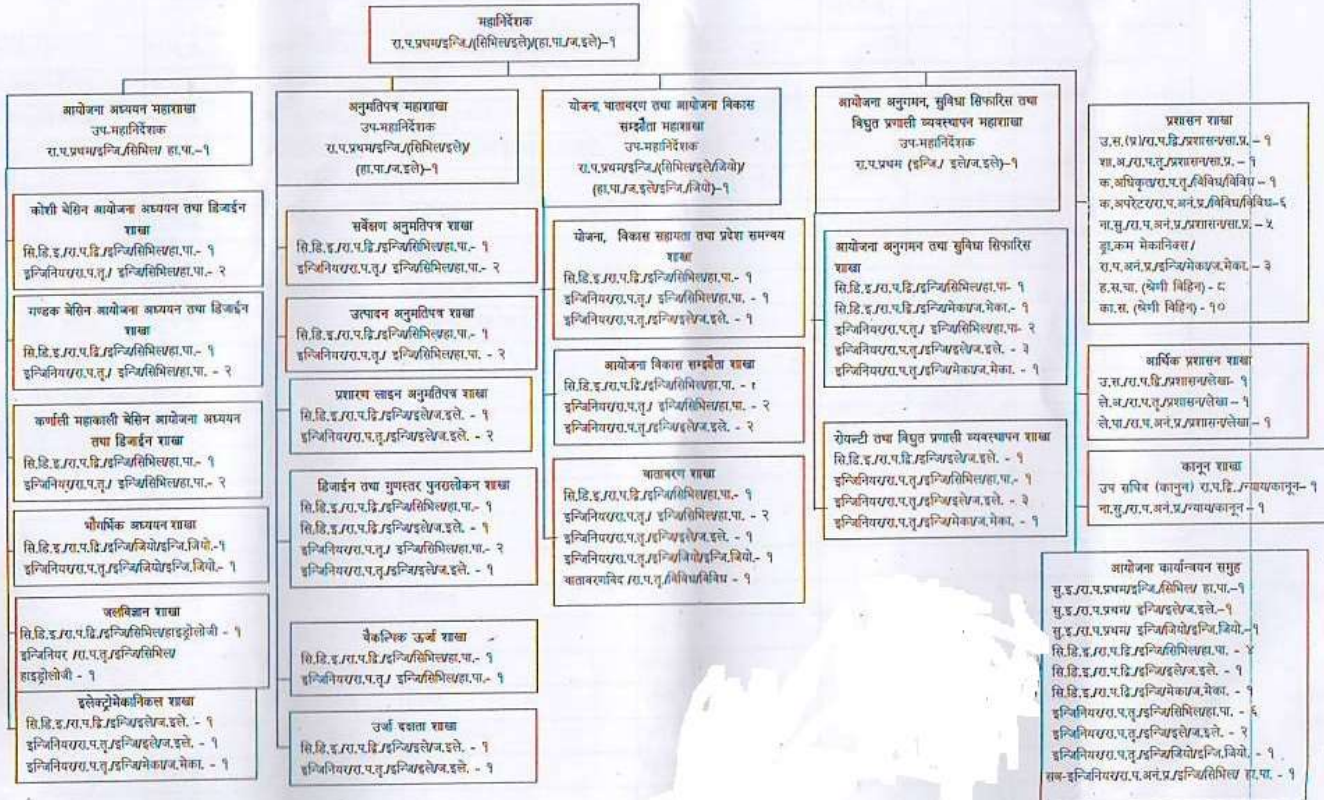 महानिर्देशक
रा.प.प्रथम/इन्जि./(सिभिल/इले)/(हा.पा./ज.इले)-१
आयोजना अध्ययन महाशाखा
उप-महानिर्देशक
रा.प.प्रथम/इन्जि./सिभिल/ हा.पा.-१
कोशी बेसिन आयोजना अध्ययन तथा डिजाईन
शाखा
सि.डि.इ./रा.प.द्वि./इन्जि/सिभिल/हा.पा.- १
इन्जिनियर/रा.प.तृ./ इन्जि/सिभिल/हा.पा.- २
गण्डक बेसिन आयोजना अध्ययन तथा डिजाईन
शाखा
सि.डि.इ./रा.प.द्वि./इन्जि/सिभिल/हा.पा.- १
इन्जिनियर/रा.प.तृ./ इन्जि/सिभिल/हा.पा. - २
कर्णाली महाकाली बेसिन आयोजना अध्ययन
तथा डिजाईन शाखा
सि.डि.इ./रा.प.द्वि./इन्जि/सिभिल/हा.पा.- १
इन्जिनियर/रा.प.तृ./ इन्जि/सिभिल/हा.पा.- २
भौगर्भिक अध्ययन शाखा
सि.डि.इ./रा.प.द्वि./इन्जि/जियो/इन्जि.जियो.-१
इन्जिनियर/रा.प.तृ./इन्जि/जियो/इन्जि.जियो.- १
जलविज्ञान शाखा
सि.डि.इ./रा.प.द्वि./इन्जि/सिभिल/हाइड्रोलोजी - १
इन्जिनियर /रा.प.तृ./इन्जि/सिभिल/
हाइड्रोलोजी - १
इलेक्ट्रोमेकानिकल शाखा
सि.डि.इ./रा.प.द्वि./इन्जि/इले/ज.इले. - १
इन्जिनियर/रा.प.तृ./इन्जि/इले/ज.इले. - १
इन्जिनियर/रा.प.तृ./इन्जि/मेका/ज.मेका. - १
अनुमतिपत्र महाशाखा
उप-महानिर्देशक
रा.प.प्रथम/इन्जि./(सिभिल/इले)/
(हा.पा./ज.इले)-१
सर्वेक्षण अनुमतिपत्र शाखा
सि.डि.इ./रा.प.द्वि./इन्जि/सिभिल/हा.पा.- १
इन्जिनियर/रा.प.तृ./ इन्जि/सिभिल/हा.पा. - २
उत्पादन अनुमतिपत्र शाखा
सि.डि.इ./रा.प.द्वि./इन्जि/सिभिल/हा.पा.- १
इन्जिनियर/रा.प.तृ./ इन्जि/सिभिल/हा.पा. - २
प्रशारण लाइन अनुमतिपत्र शाखा
सि.डि.इ./रा.प.द्वि./इन्जि/इले/ज.इले. - १
इन्जिनियर/रा.प.तृ./इन्जि/इले/ज.इले. - २
डिजाईन तथा गुणस्तर पुनरालोकन शाखा
सि.डि.इ./रा.प.द्वि./इन्जि/सिभिल/हा.पा.- १
सि.डि.इ./रा.प.द्वि./इन्जि/इले/ज.इले. - १
इन्जिनियर/रा.प.तृ./ इन्जि/सिभिल/हा.पा.- २
इन्जिनियर/रा.प.तृ./इन्जि/इले/ज.इले. - १
वैकल्पिक ऊर्जा शाखा
सि.डि.इ./रा.प.द्वि./इन्जि/सिभिल/हा.पा.- १
इन्जिनियर/रा.प.तृ./ इन्जि/सिभिल/हा.पा.- १
उर्जा दक्षता शाखा
सि.डि.इ./रा.प.द्वि./इन्जि/इले/ज.इले. - १
इन्जिनियर/रा.प.तृ./इन्जि/इले/ज.इले. - १
योजना, वातावरण तथा आयोजना विकास
सम्झौता महाशाखा
उप-महानिर्देशक
रा.प.प्रथम/इन्जि./(सिभिल/इले/जियो)/
(हा.पा./ज.इले/इन्जि./जियो)-१
योजना, विकास सहायता तथा प्रदेश समन्वय
शाखा
सि.डि.इ./रा.प.द्वि./इन्जि/सिभिल/हा.पा.- १
इन्जिनियर/रा.प.तृ./ इन्जि/सिभिल/हा.पा. - १
इन्जिनियर/रा.प.तृ./इन्जि/इले/ज.इले. - १
आयोजना विकास सम्झौता शाखा
सि.डि.इ./रा.प.द्वि./इन्जि/सिभिल/हा.पा. - १
इन्जिनियर/रा.प.तृ./ इन्जि/सिभिल/हा.पा. - २
इन्जिनियर/रा.प.तृ./इन्जि/इले/ज.इले. - २
वातावरण शाखा
सि.डि.इ./रा.प.द्वि./इन्जि/सिभिल/हा.पा.- १
इन्जिनियर/रा.प.तृ./ इन्जि/सिभिल/हा.पा. - २
इन्जिनियर/रा.प.तृ./इन्जि/इले/ज.इले. - १
इन्जिनियर/रा.प.तृ./इन्जि/जियो/इन्जि.जियो.- १
वातावरणविद /रा.प.तृ./विविध/विविध - १
आयोजना अनुगमन, सुविधा सिफारिस तथा
विधुत प्रणाली व्यवस्थापन महाशाखा
उप-महानिर्देशक
रा.प.प्रथम (इन्जि./ इले/ज.इले)-१
आयोजना अनुगमन तथा सुविधा सिफारिस
शाखा
सि.डि.इ./रा.प.द्वि./इन्जि/सिभिल/हा.पा- १
सि.डि.इ./रा.प.द्वि./इन्जि/मेका/ज.मेका. - १
इन्जिनियर/रा.प.तृ./ इन्जि/सिभिल/हा.पा- २
इन्जिनियर/रा.प.तृ./इन्जि/इले/ज.इले. - ३
इन्जिनियर/रा.प.तृ./इन्जि/मेका/ज.मेका. - १
रोयल्टी तथा विधुत प्रणाली व्यवस्थापन शाखा
सि.डि.इ./रा.प.द्वि./इन्जि/इले/ज.इले. - १
इन्जिनियर/रा.प.तृ./इन्जि/सिभिल/हा.पा.- १
इन्जिनियर/रा.प.तृ./इन्जि/इले/ज.इले. - ३
इन्जिनियर/रा.प.तृ./इन्जि/मेका/ज.मेका. - १
प्रशासन शाखा
उ.स.(प्र)/रा.प.द्वि./प्रशासन/सा.प्र. - १
शा.अ./रा.प.तृ./प्रशासन/सा.प्र. - १
क.अधिकृत/रा.प.तृ./विविध/विविध - १
क.अपरेटर/रा.प.अनं.प्र./विविध/विविध- ६
ना.सु./रा.प.अनं.प्र./प्रशासन/सा.प्र. - ५
ड्रा.कम मेकानिक्स /
रा.प.अनं.प्र./इन्जि/मेका/ज.मेका. - ३
ह.स.चा. (श्रेणी विहिन) - ८
का.स. (श्रेणी विहिन) - १०
आर्थिक प्रशासन शाखा
उ.स./रा.प.द्वि./प्रशासन/लेखा- १
ले.अ./रा.प.तृ./प्रशासन/लेखा - १
ले.पा./रा.प.अनं.प्र./प्रशासन/लेखा - १
कानून शाखा
उप सचिव (कानुन) रा.प.द्वि./न्याय/कानून- १
ना.सु./रा.प.अनं.प्र./न्याय/कानून - १
आयोजना कार्यान्वयन समुह
सु.इ./रा.प.प्रथम/इन्जि./सिभिल/ हा.पा.-१
सु.इ./रा.प.प्रथम/ इन्जि/इले/ज.इले.-१
सु.इ./रा.प.प्रथम/ इन्जि/जियो/इन्जि.जियो.-१
सि.डि.इ./रा.प.द्वि./इन्जि/सिभिल/हा.पा. - ४
सि.डि.इ./रा.प.द्वि./इन्जि/इले/ज.इले. - १
सि.डि.इ./रा.प.द्वि./इन्जि/मेका/ज.मेका. - १
इन्जिनियर/रा.प.तृ./इन्जि/सिभिल/हा.पा. - ६
इन्जिनियर/रा.प.तृ./इन्जि/इले/ज.इले. - २
इन्जिनियर/रा.प.तृ./इन्जि/जियो/इन्जि.जियो. - १
सब-इन्जिनियर/रा.प.अनं.प्र./इन्जि/सिभिल/ हा.पा. - १